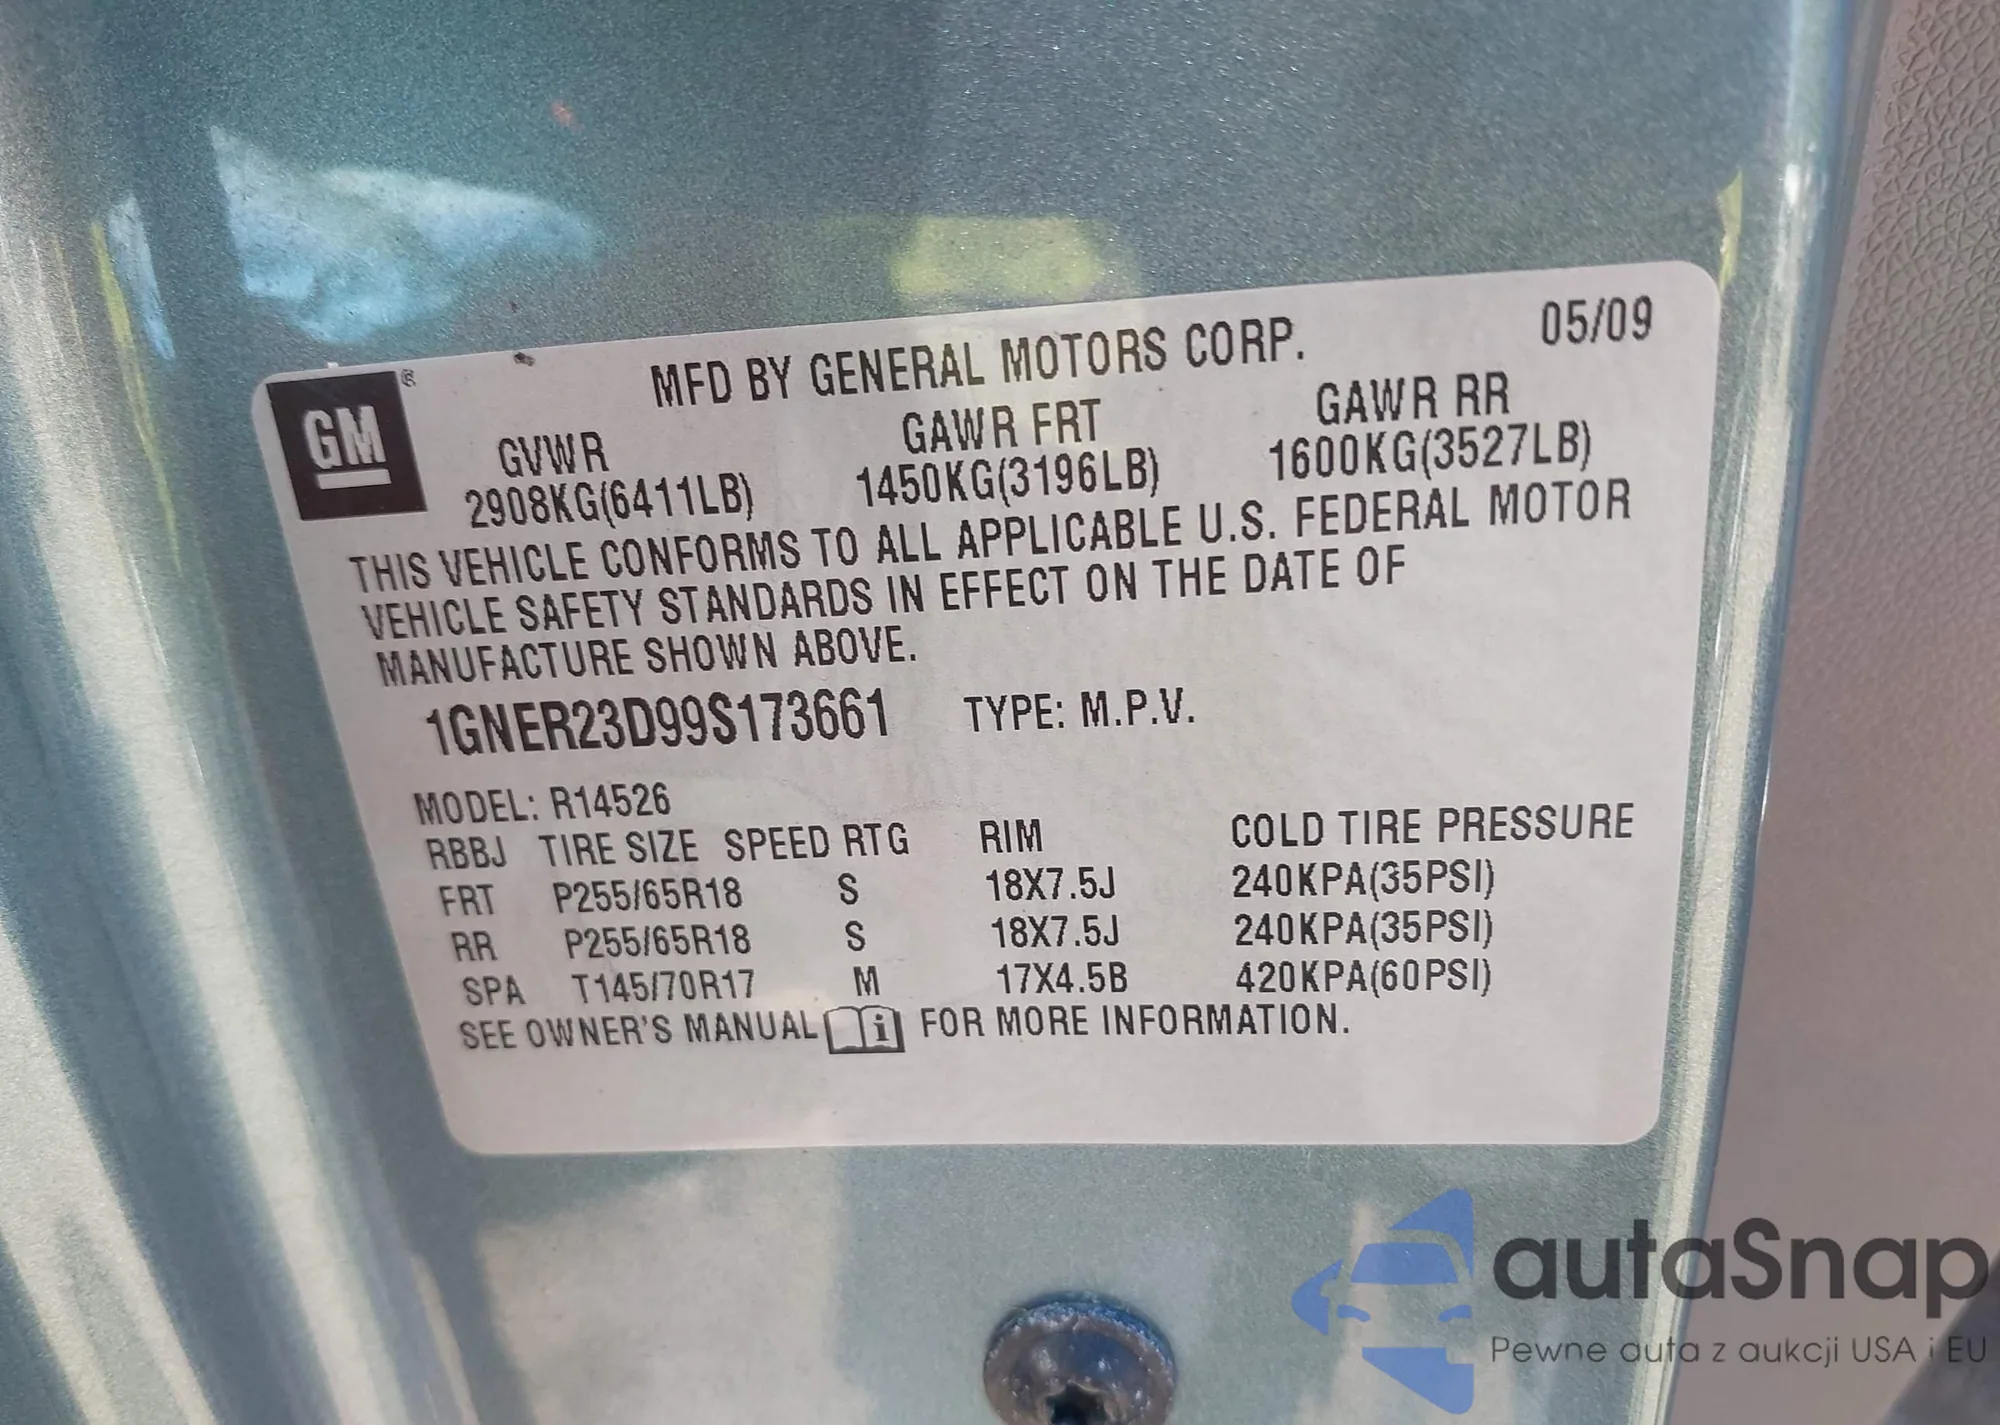 MFD BY GENERAL MOTORS CORP. 05/09
GM®
GVWR GAWR FRT GAWR RR
2908KG(6411LB) 1450KG(3196LB) 1600KG(3527LB)
THIS VEHICLE CONFORMS TO ALL APPLICABLE U.S. FEDERAL MOTOR
VEHICLE SAFETY STANDARDS IN EFFECT ON THE DATE OF
MANUFACTURE SHOWN ABOVE.
1GNER23D99S173661 TYPE: M.P.V.
MODEL: R14526
RBBJ TIRE SIZE SPEED RTG RIM COLD TIRE PRESSURE
FRT P255/65R18 S 18X7.5J 240KPA(35PSI)
RR P255/65R18 S 18X7.5J 240KPA(35PSI)
SPA T145/70R17 M 17X4.5B 420KPA(60PSI)
SEE OWNER'S MANUAL i FOR MORE INFORMATION.
autaSnap
Pewne auta z aukcji USA i EU